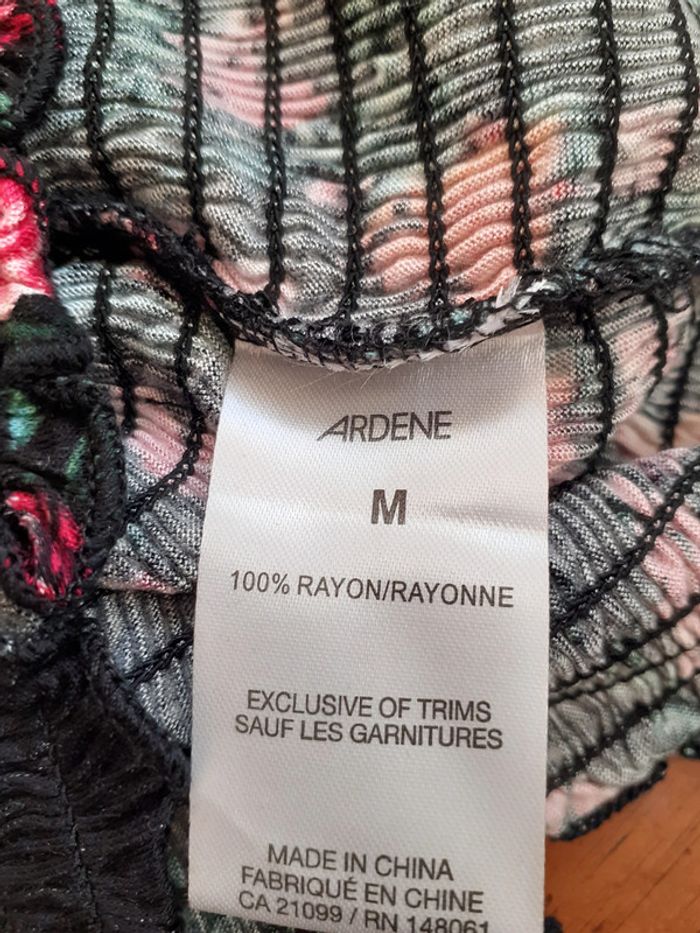 ARDENE
M
100% RAYON/RAYONNE
EXCLUSIVE OF TRIMS
SAUF LES GARNITURES
MADE IN CHINA
FABRIQUÉ EN CHINE
CA 21099 / RN 148061